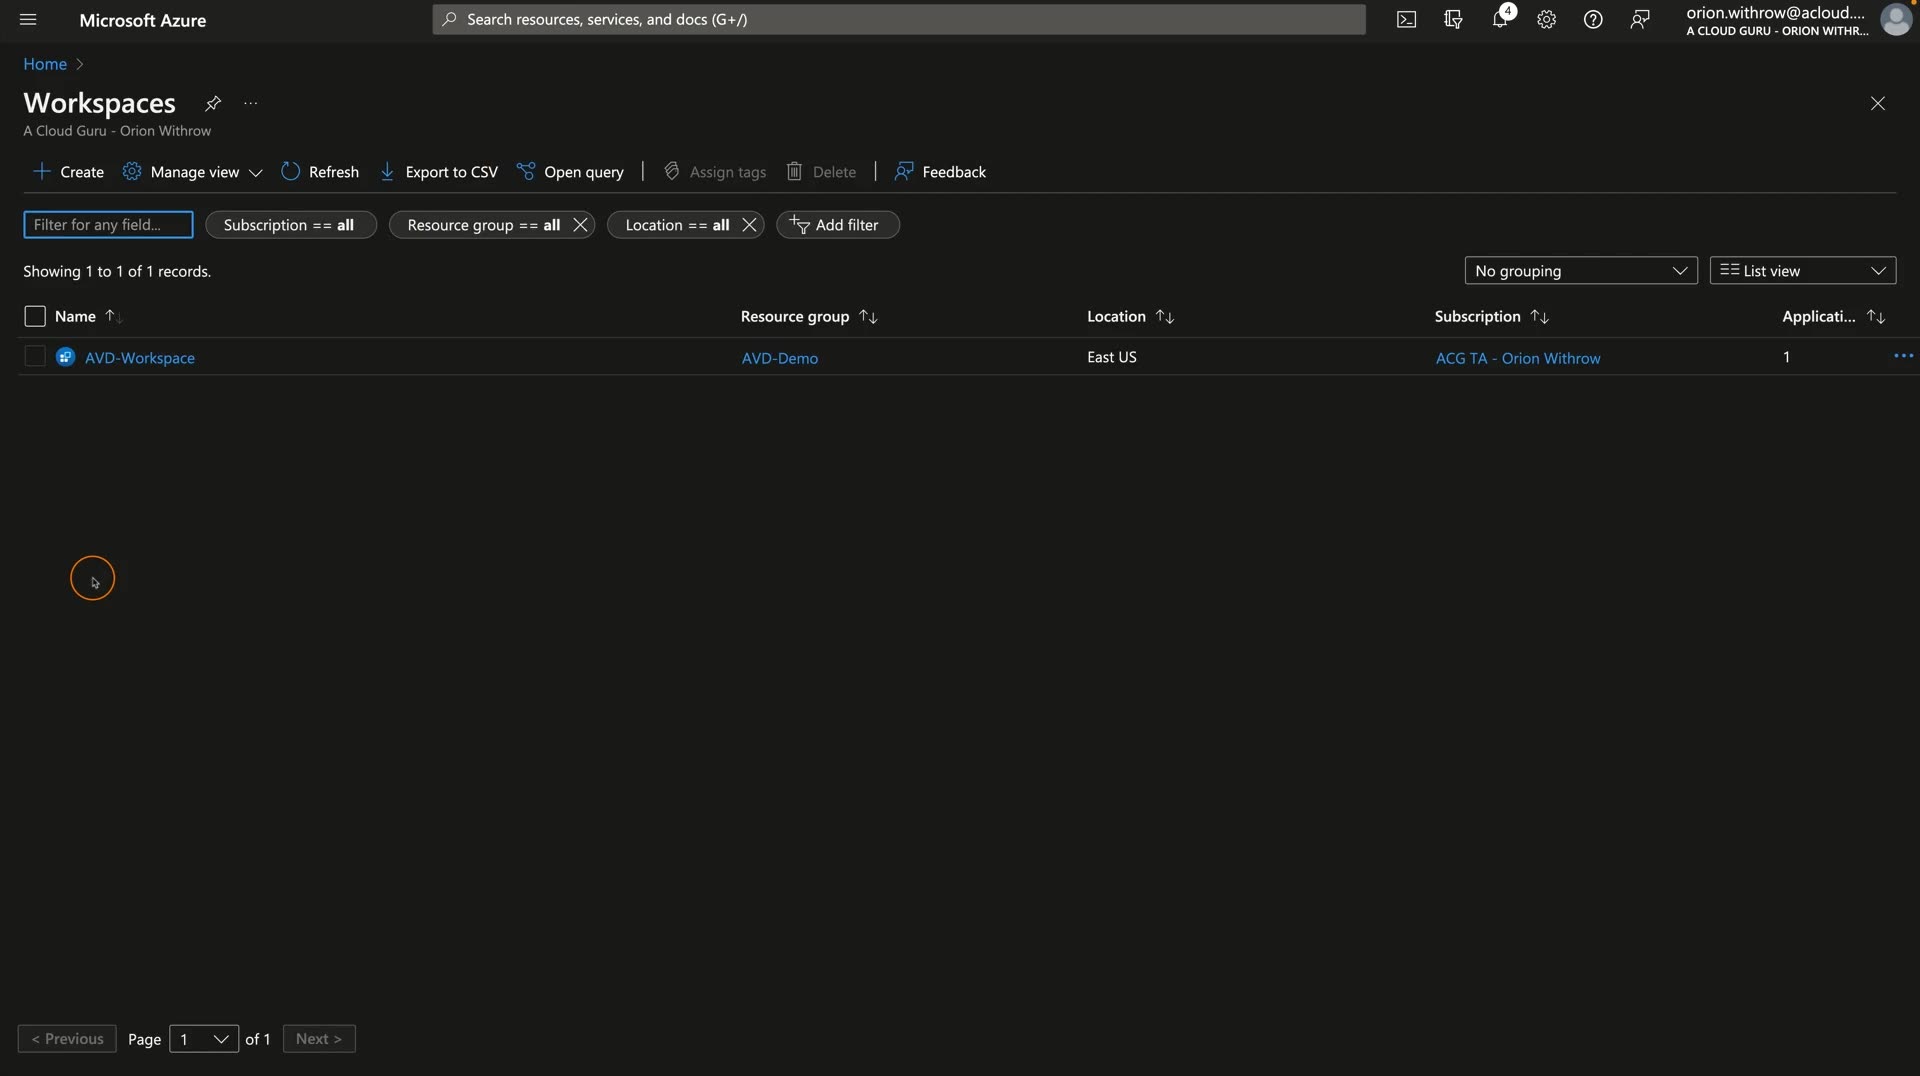 Microsoft Azure
Search resources, services, and docs (G+/)
4
orion.withrow@acloud....
A CLOUD GURU - ORION WITHR...
Home >
Workspaces
...
A Cloud Guru - Orion Withrow
Create
Manage view
Refresh
Export to CSV
Open query
Assign tags
Delete
Feedback
Filter for any field...
Subscription == all
Resource group == all
Location == all
Add filter
Showing 1 to 1 of 1 records.
No grouping
List view
Name
Resource group
Location
Subscription
Applicati...
AVD-Workspace
AVD-Demo
East US
ACG TA - Orion Withrow
1
< Previous
Page
1
of 1
Next >